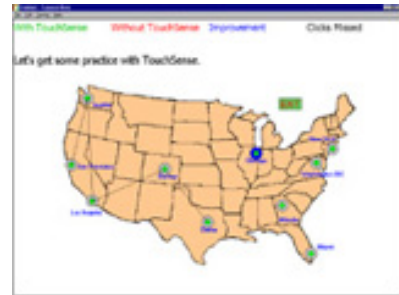 With TouchSense Without TouchSense Improvement Clicks Missed
Let's get some practice with TouchSense.
EXIT
Seattle
San Francisco
Denver
Chicago
New York
Washington DC
Los Angeles
Dallas
Atlanta
Miami